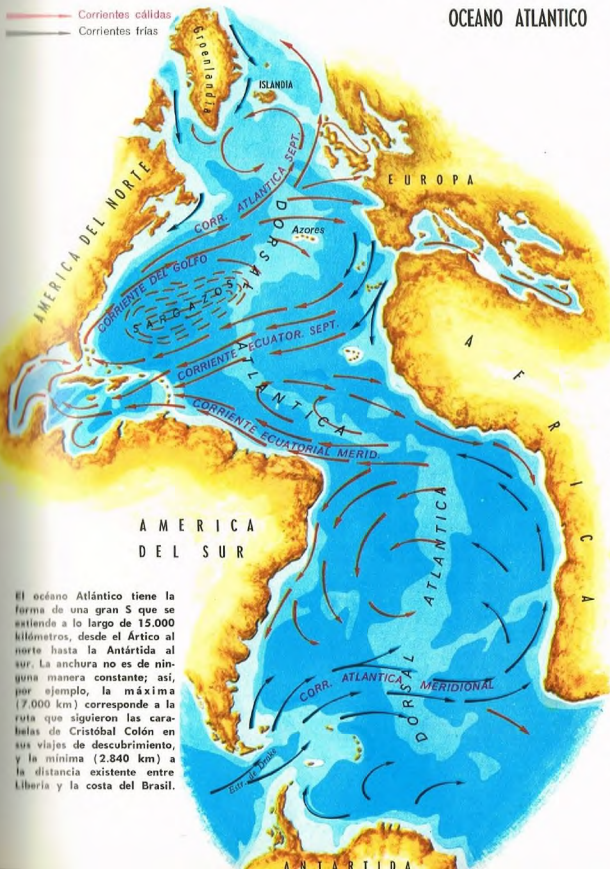 OCEANO ATLANTICO
Corrientes cálidas
Corrientes frías
Groenlandia
ISLANDIA
EUROPA
AMERICA DEL NORTE
CORR. ATLANTICA SEPT.
DORSAL
Azores
CORRIENTE DEL GOLFO
SARGAZOS
CORRIENTE ECUATOR. SEPT.
ATLANTICA
AFRICA
CORRIENTE ECUATORIAL MERID.
AMERICA
DEL SUR
DORSAL ATLANTICA
CORR. ATLANTICA MERIDIONAL
Estr. de Drake
ANTARTIDA
El océano Atlántico tiene la
forma de una gran S que se
extiende a lo largo de 15.000
kilómetros, desde el Ártico al
norte hasta la Antártida al
sur. La anchura no es de nin-
guna manera constante; así,
por ejemplo, la máxima
(7.000 km) corresponde a la
ruta que siguieron las cara-
belas de Cristóbal Colón en
sus viajes de descubrimiento,
y la mínima (2.840 km) a
la distancia existente entre
Liberia y la costa del Brasil.